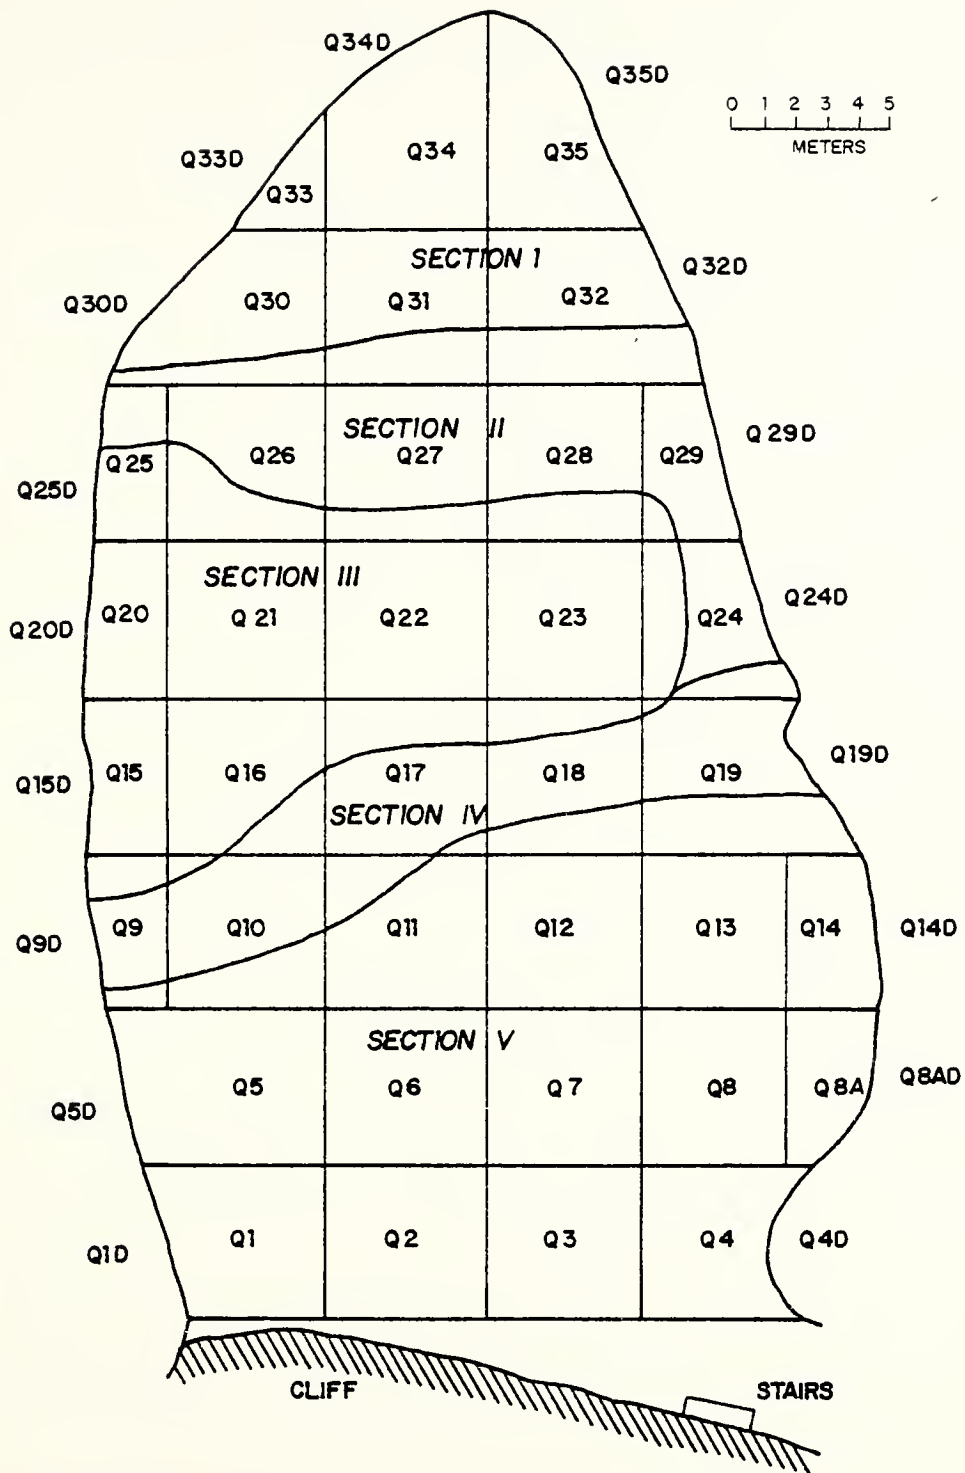 Q34D
Q35D
0 1 2 3 4 5
METERS
Q33D
Q34
Q35
Q33
SECTION I
Q32D
Q30D
Q30
Q31
Q32
SECTION II
Q29D
Q25
Q26
Q27
Q28
Q29
Q25D
SECTION III
Q24D
Q20D
Q20
Q21
Q22
Q23
Q24
Q15D
Q15
Q16
Q17
Q18
Q19
Q19D
SECTION IV
Q9D
Q9
Q10
Q11
Q12
Q13
Q14
Q14D
SECTION V
Q5D
Q5
Q6
Q7
Q8
Q8A
Q8AD
Q1D
Q1
Q2
Q3
Q4
Q4D
CLIFF
STAIRS